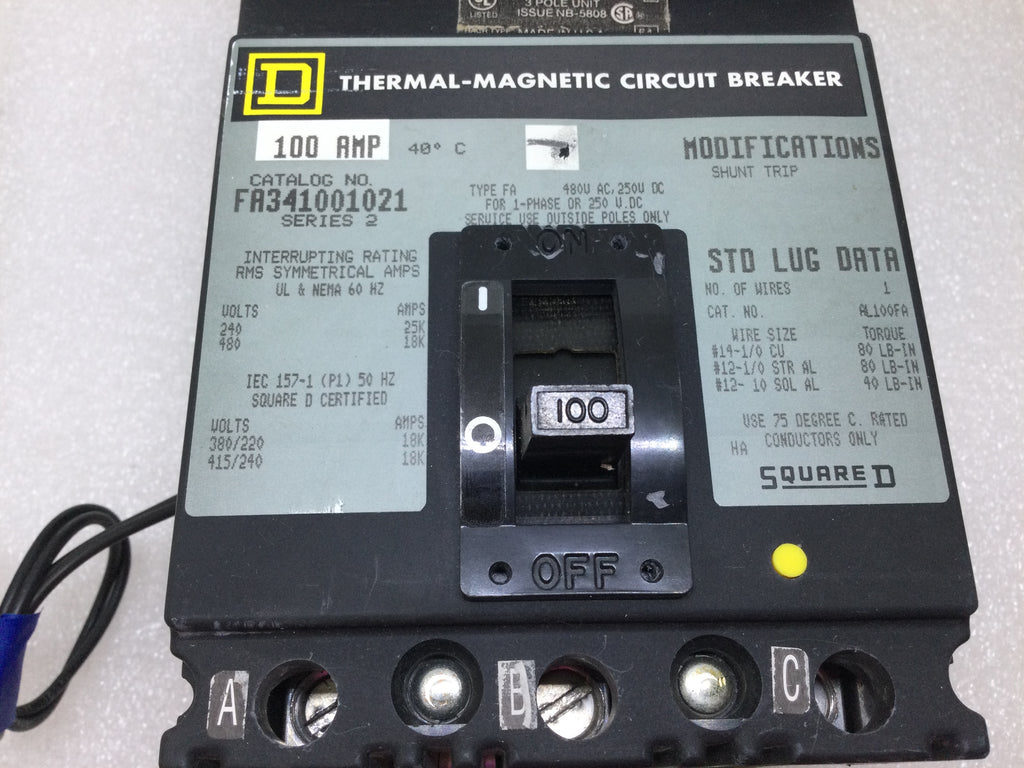 UL
LISTED
3 POLE UNIT
ISSUE NB-5808
SA
MADE IN U.S.A.
64
D
THERMAL-MAGNETIC CIRCUIT BREAKER
100 AMP 40° C
CATALOG NO.
FA341001021
SERIES 2
INTERRUPTING RATING
RMS SYMMETRICAL AMPS
UL & NEMA 60 HZ
VOLTS AMPS
240 25K
480 18K
IEC 157-1 (P1) 50 HZ
SQUARE D CERTIFIED
VOLTS AMPS
380/220 18K
415/240 18K
TYPE FA 480V AC,250V DC
FOR 1-PHASE OR 250 V.DC
SERVICE USE OUTSIDE POLES ONLY
ON
I
100
O
OFF
MODIFICATIONS
SHUNT TRIP
STD LUG DATA
NO. OF WIRES 1
CAT. NO. AL100FA
WIRE SIZE TORQUE
#14-1/0 CU 80 LB-IN
#12-1/0 STR AL 80 LB-IN
#12- 10 SOL AL 40 LB-IN
USE 75 DEGREE C. RATED
HA CONDUCTORS ONLY
SQUARE D
A B C